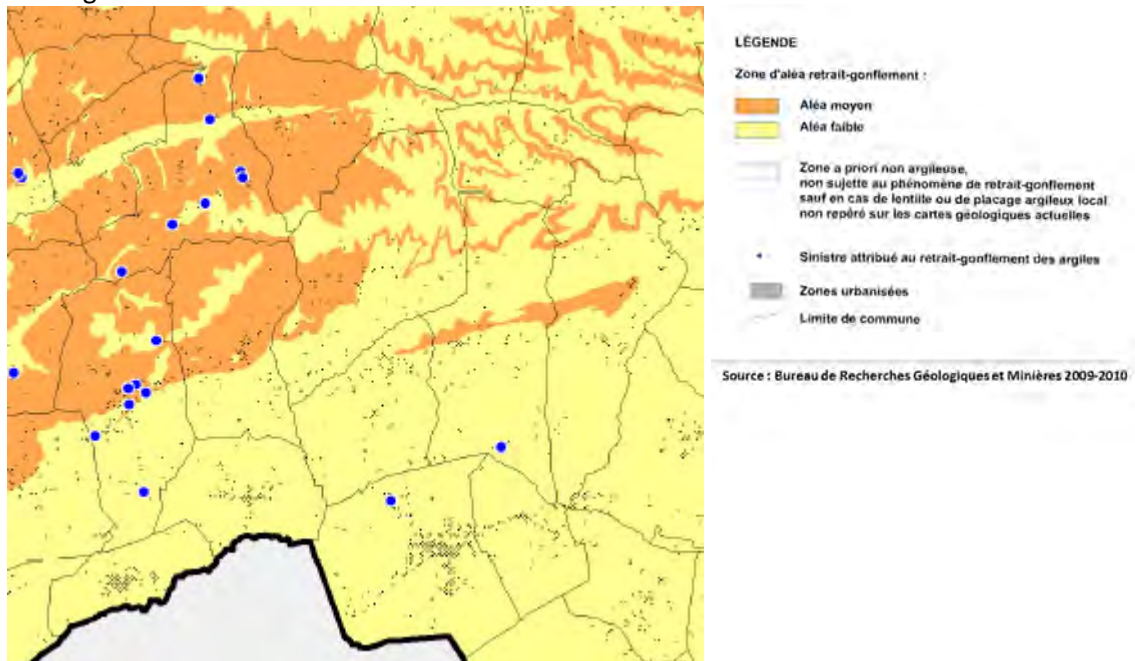 LÉGENDE
Zone d'aléa retrait-gonflement :
Aléa moyen
Aléa faible
Zone a priori non argileuse,
non sujette au phénomène de retrait-gonflement
sauf en cas de lentille ou de placage argileux local
non repéré sur les cartes géologiques actuelles
Sinistre attribué au retrait-gonflement des argiles
Zones urbanisées
Limite de commune
Source : Bureau de Recherches Géologiques et Minières 2009-2010